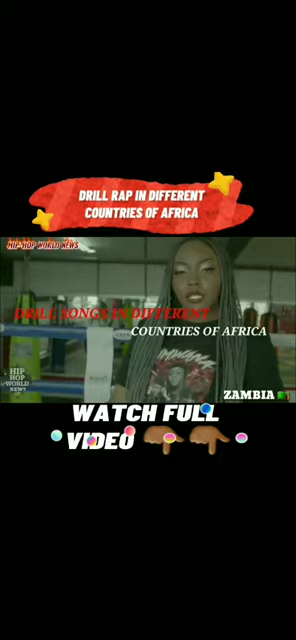 DRILL RAP IN DIFFERENT
COUNTRIES OF AFRICA
HIP-HOP WORLD NEWS
DRILL SONGS IN DIFFERENT
COUNTRIES OF AFRICA
HIP
HOP
WORLD
NEWS
ZAMBIA
WATCH FULL
VIDEO